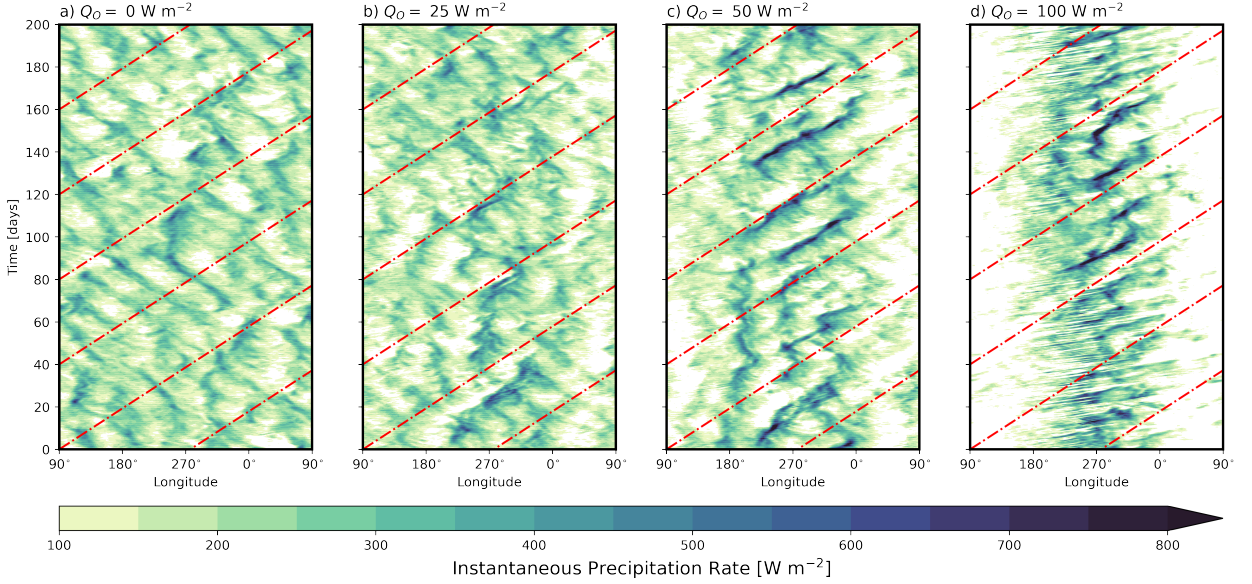 a) Q_O = 0 W m⁻²
b) Q_O = 25 W m⁻²
c) Q_O = 50 W m⁻²
d) Q_O = 100 W m⁻²
Time [days]
200
180
160
140
120
100
80
60
40
20
0
90° 180° 270° 0° 90°
90° 180° 270° 0° 90°
90° 180° 270° 0° 90°
90° 180° 270° 0° 90°
Longitude
Longitude
Longitude
Longitude
100 200 300 400 500 600 700 800
Instantaneous Precipitation Rate [W m⁻²]